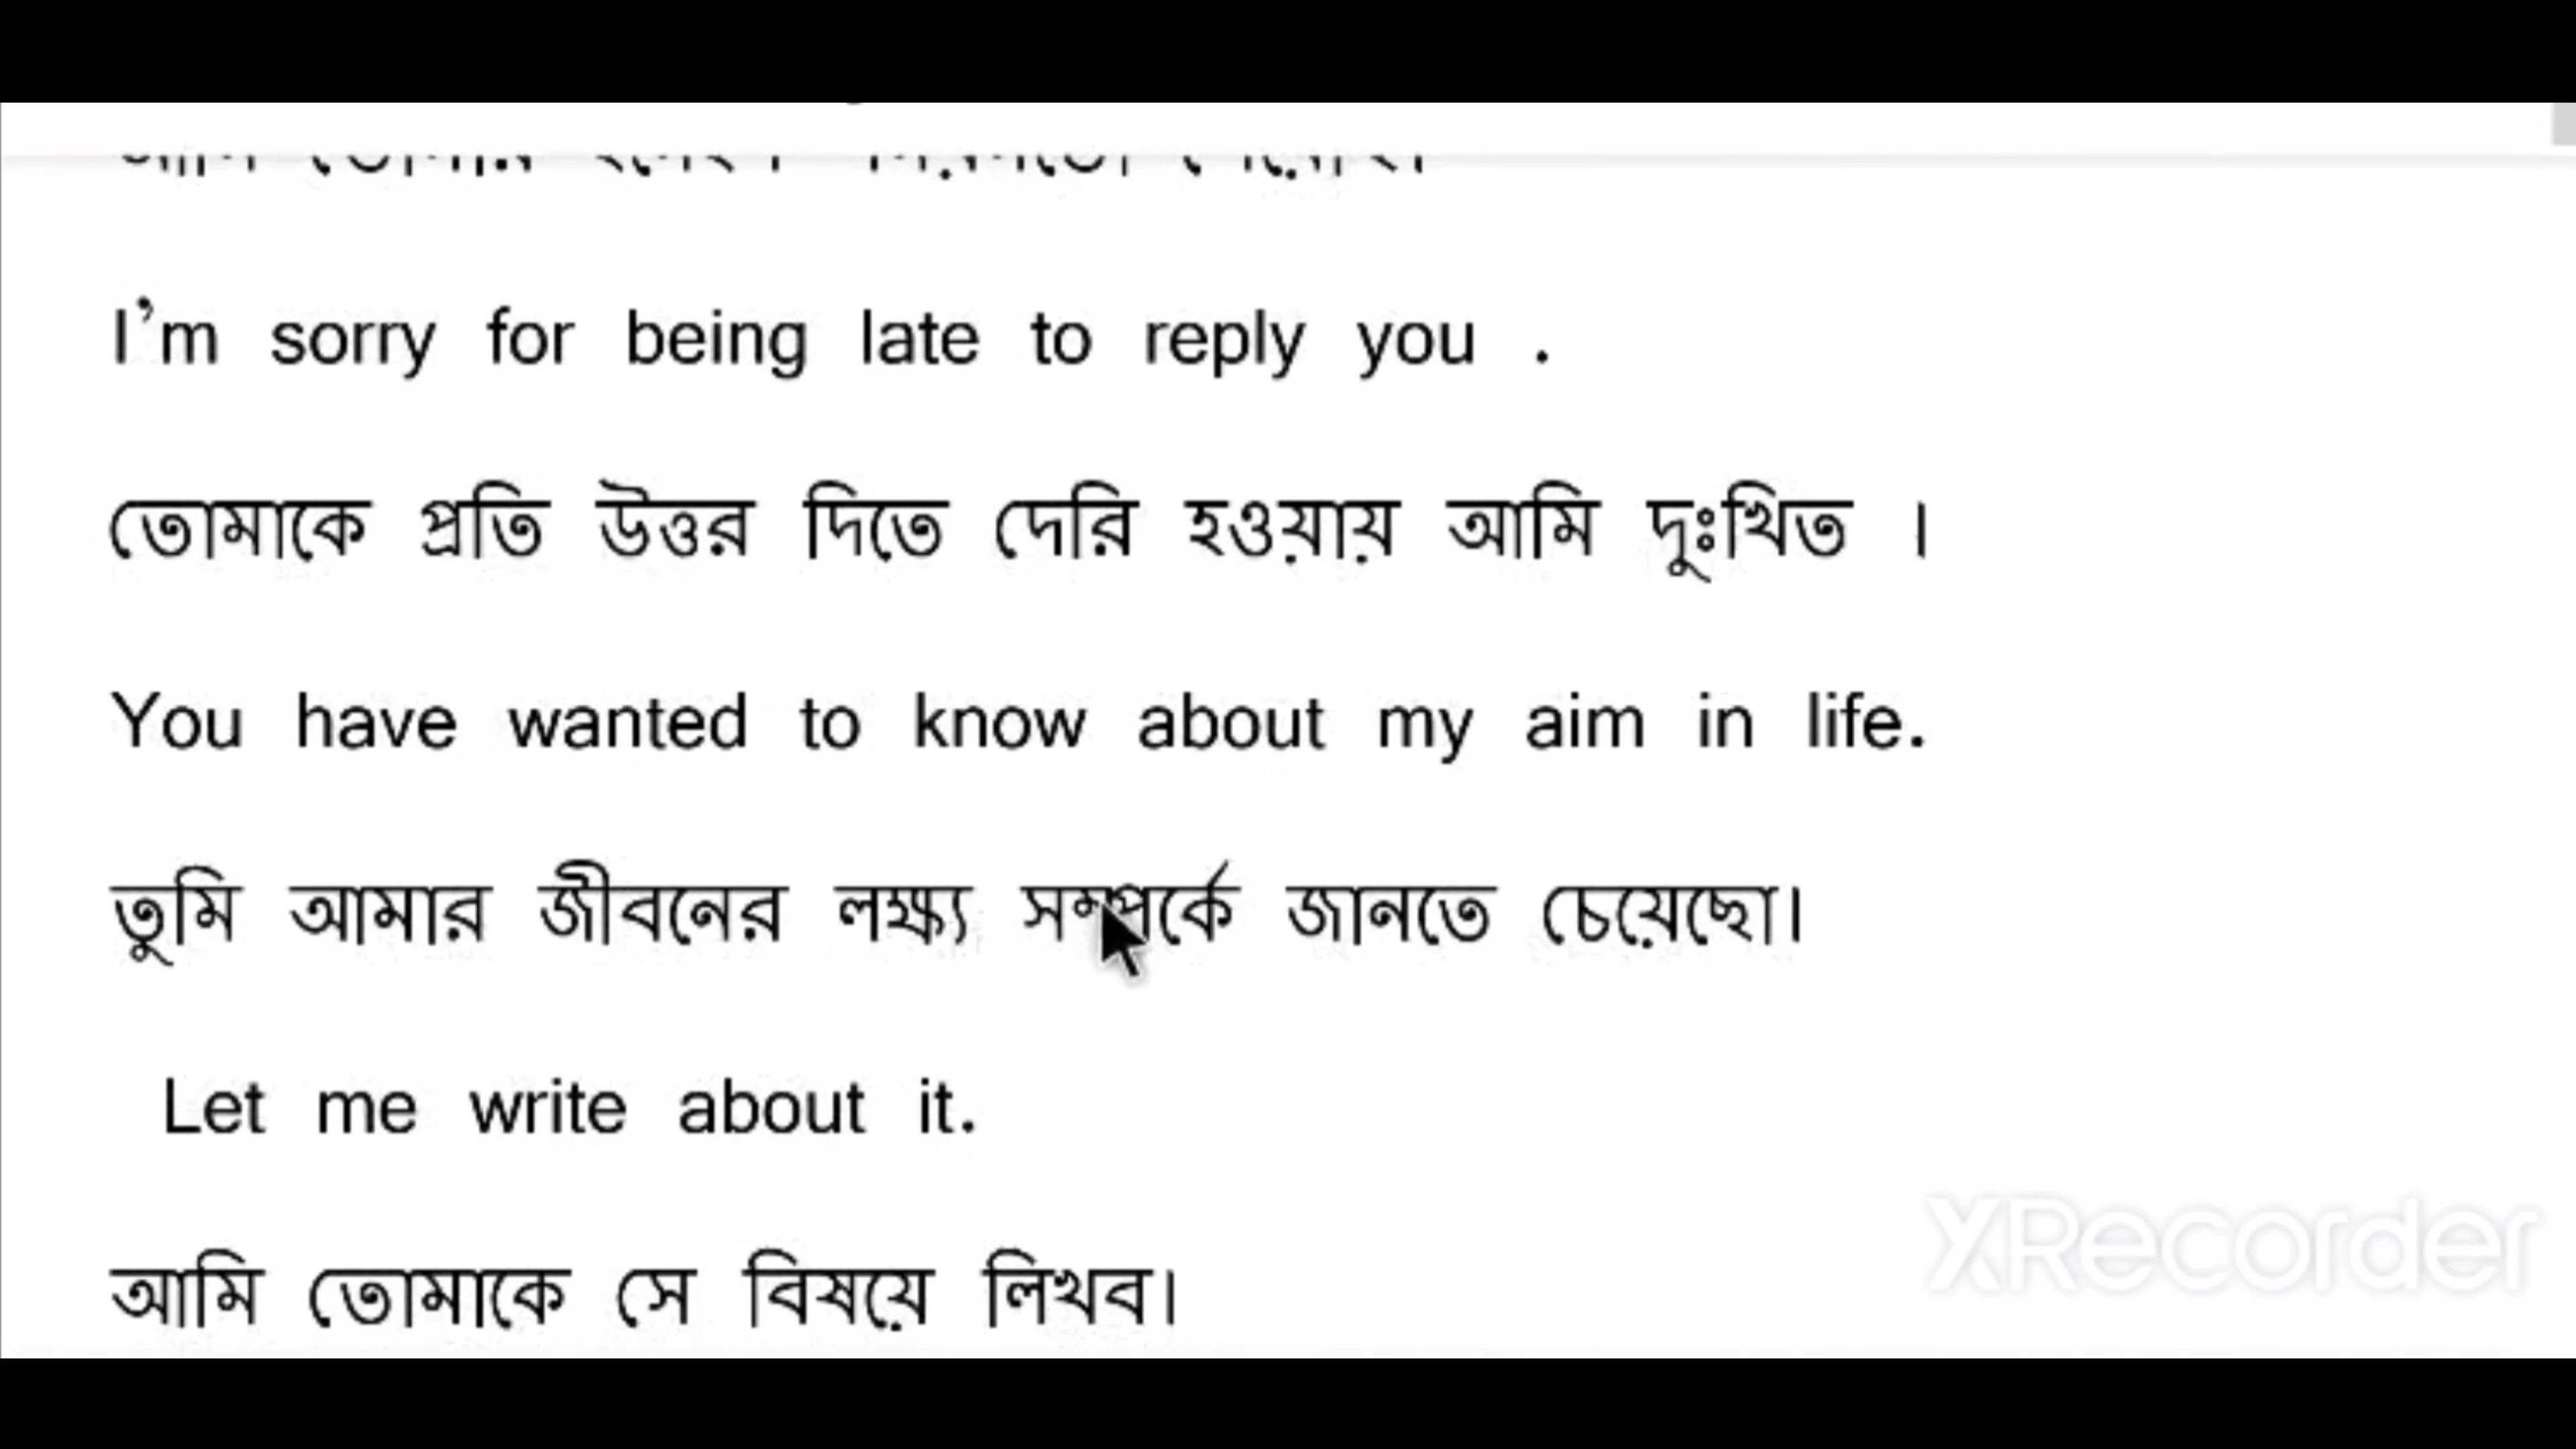 I'm sorry for being late to reply you .
তোমাকে প্রতি উত্তর দিতে দেরি হওয়ায় আমি দুঃখিত ।
You have wanted to know about my aim in life.
তুমি আমার জীবনের লক্ষ্য সম্পর্কে জানতে চেয়েছো।
Let me write about it.
আমি তোমাকে সে বিষয়ে লিখব।
XRecorder